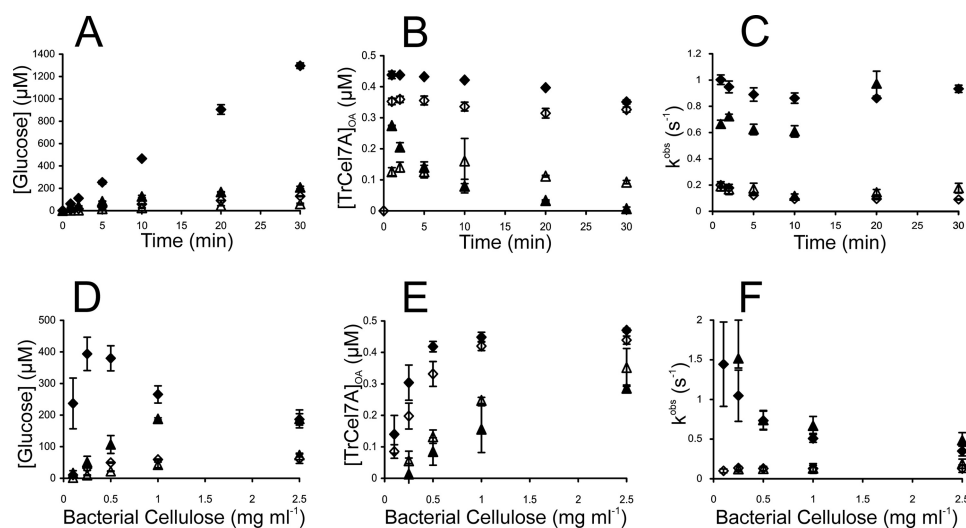 A
[Glucose] (µM)
1400
1200
1000
800
600
400
200
0
0 5 10 15 20 25 30
Time (min)
B
[TrCel7A]OA (µM)
0.5
0.4
0.3
0.2
0.1
0
0 5 10 15 20 25 30
Time (min)
C
kobs (s-1)
1.2
1
0.8
0.6
0.4
0.2
0
0 5 10 15 20 25 30
Time (min)
D
[Glucose] (µM)
500
400
300
200
100
0
0 0.5 1 1.5 2 2.5
Bacterial Cellulose (mg ml-1)
E
[TrCel7A]OA (µM)
0.5
0.4
0.3
0.2
0.1
0
0 0.5 1 1.5 2 2.5
Bacterial Cellulose (mg ml-1)
F
kobs (s-1)
2
1.5
1
0.5
0
0 0.5 1 1.5 2 2.5
Bacterial Cellulose (mg ml-1)